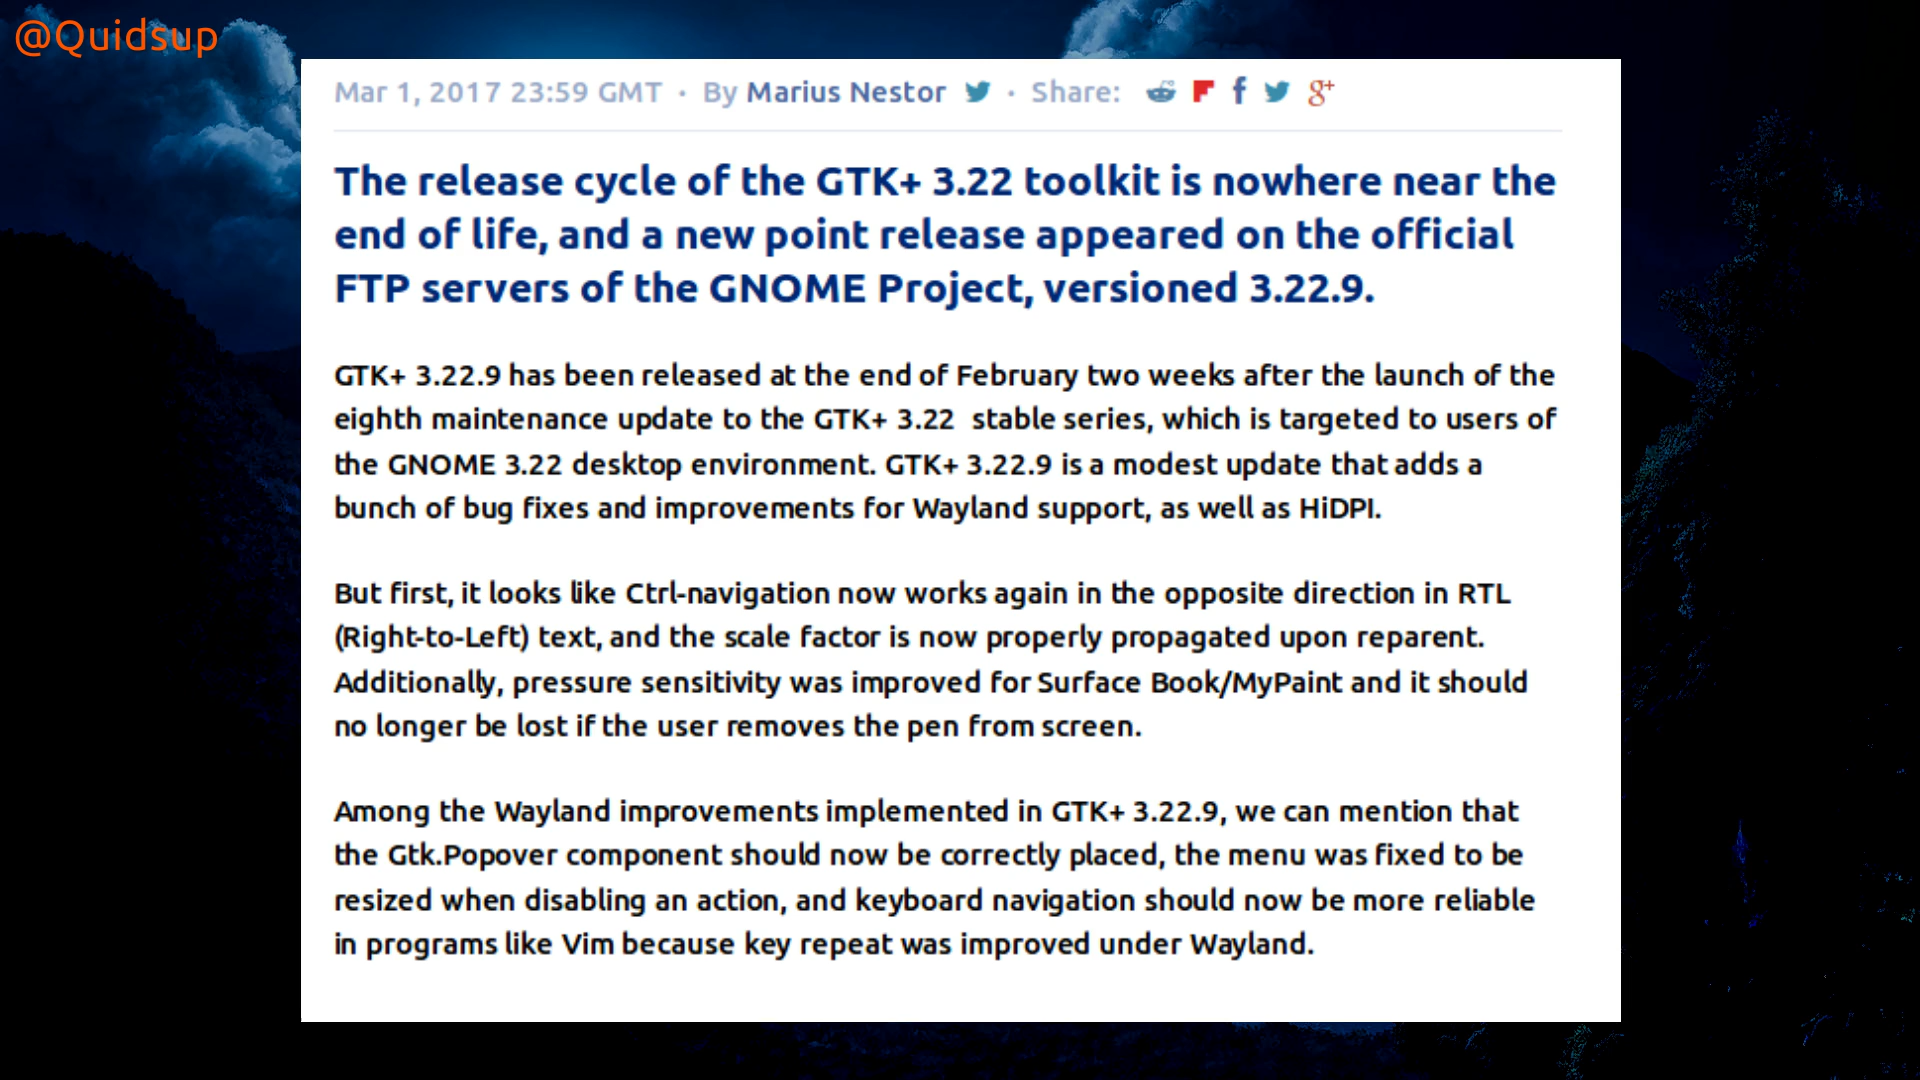 @Quidsup
Mar 1, 2017 23:59 GMT · By Marius Nestor · Share: g+
The release cycle of the GTK+ 3.22 toolkit is nowhere near the
end of life, and a new point release appeared on the official
FTP servers of the GNOME Project, versioned 3.22.9.
GTK+ 3.22.9 has been released at the end of February two weeks after the launch of the
eighth maintenance update to the GTK+ 3.22 stable series, which is targeted to users of
the GNOME 3.22 desktop environment. GTK+ 3.22.9 is a modest update that adds a
bunch of bug fixes and improvements for Wayland support, as well as HiDPI.
But first, it looks like Ctrl-navigation now works again in the opposite direction in RTL
(Right-to-Left) text, and the scale factor is now properly propagated upon reparent.
Additionally, pressure sensitivity was improved for Surface Book/MyPaint and it should
no longer be lost if the user removes the pen from screen.
Among the Wayland improvements implemented in GTK+ 3.22.9, we can mention that
the Gtk.Popover component should now be correctly placed, the menu was fixed to be
resized when disabling an action, and keyboard navigation should now be more reliable
in programs like Vim because key repeat was improved under Wayland.